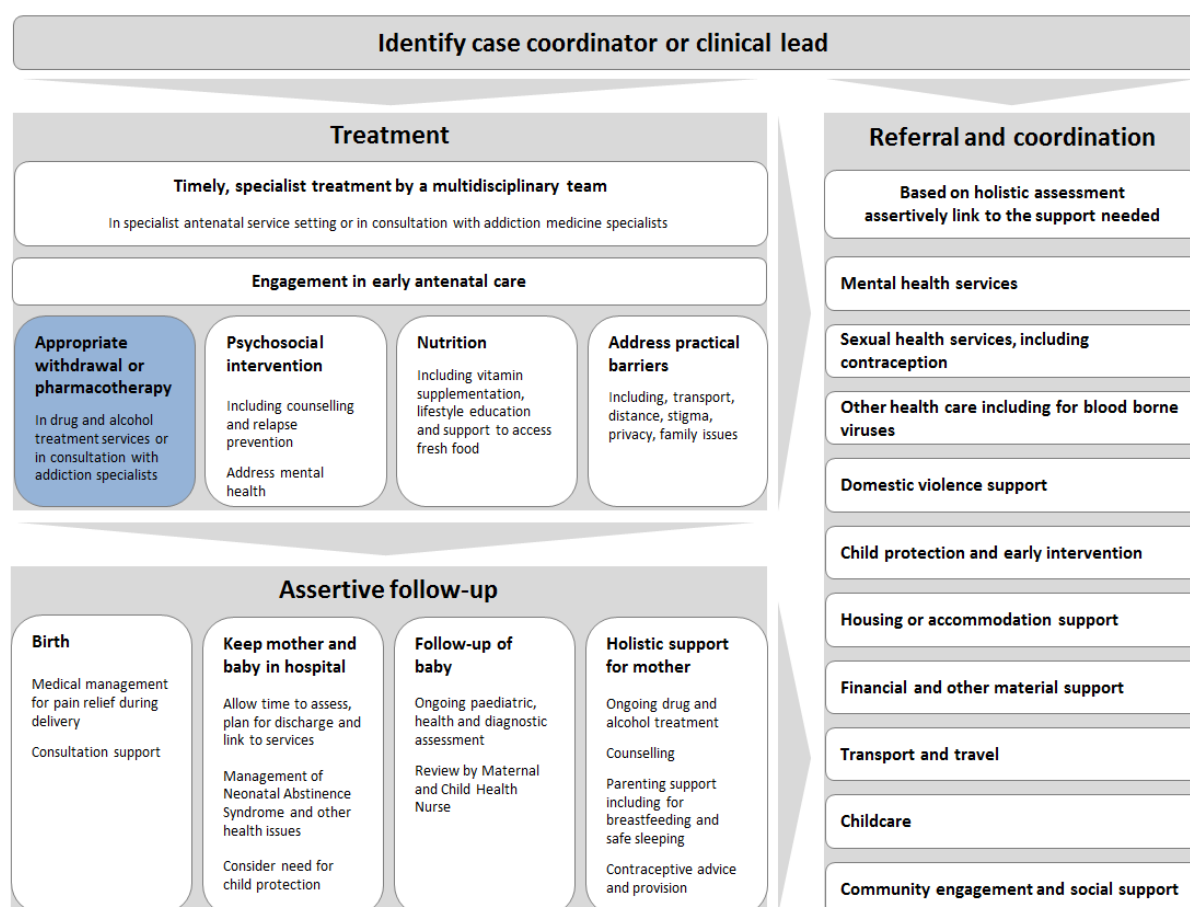 Identify case coordinator or clinical lead
Treatment
Timely, specialist treatment by a multidisciplinary team
In specialist antenatal service setting or in consultation with addiction medicine specialists
Engagement in early antenatal care
Appropriate
withdrawal or
pharmacotherapy
In drug and alcohol
treatment services or
in consultation with
addiction specialists
Psychosocial
intervention
Including counselling
and relapse
prevention
Address mental
health
Nutrition
Including vitamin
supplementation,
lifestyle education
and support to access
fresh food
Address practical
barriers
Including, transport,
distance, stigma,
privacy, family issues
Assertive follow-up
Birth
Medical management
for pain relief during
delivery
Consultation support
Keep mother and
baby in hospital
Allow time to assess,
plan for discharge and
link to services
Management of
Neonatal Abstinence
Syndrome and other
health issues
Consider need for
child protection
Follow-up of
baby
Ongoing paediatric,
health and diagnostic
assessment
Review by Maternal
and Child Health
Nurse
Holistic support
for mother
Ongoing drug and
alcohol treatment
Counselling
Parenting support
including for
breastfeeding and
safe sleeping
Contraceptive advice
and provision
Referral and coordination
Based on holistic assessment
assertively link to the support needed
Mental health services
Sexual health services, including
contraception
Other health care including for blood borne
viruses
Domestic violence support
Child protection and early intervention
Housing or accommodation support
Financial and other material support
Transport and travel
Childcare
Community engagement and social support